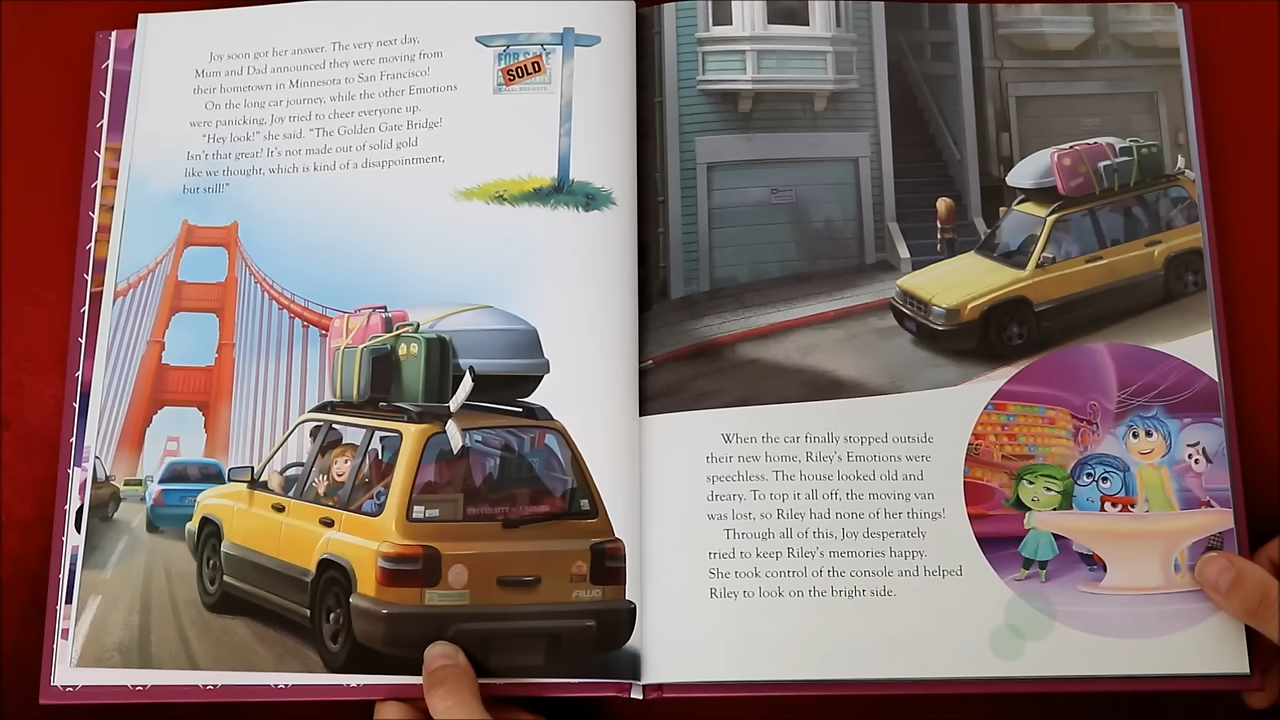 Joy soon got her answer. The very next day,
Mum and Dad announced they were moving from
their hometown in Minnesota to San Francisco!
On the long car journey, while the other Emotions
were panicking, Joy tried to cheer everyone up.
“Hey look!” she said. “The Golden Gate Bridge!
Isn’t that great? It’s not made out of solid gold
like we thought, which is kind of a disappointment,
but still!”
FOR SALE
SOLD
AWD
When the car finally stopped outside
their new home, Riley’s Emotions were
speechless. The house looked old and
dreary. To top it all off, the moving van
was lost, so Riley had none of her things!
Through all of this, Joy desperately
tried to keep Riley’s memories happy.
She took control of the console and helped
Riley to look on the bright side.